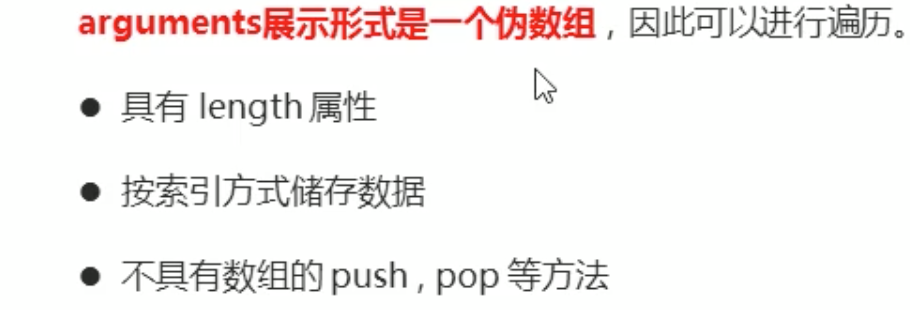 arguments展示形式是一个伪数组，因此可以进行遍历。
● 具有 length 属性
● 按索引方式储存数据
● 不具有数组的 push , pop 等方法